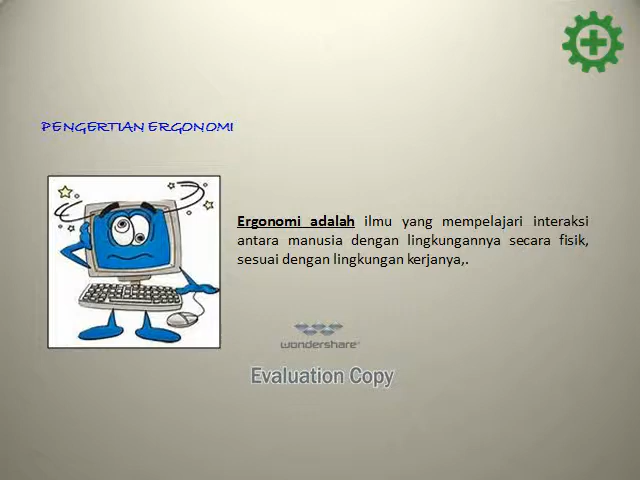 PENGERTIAN ERGONOMI
Ergonomi adalah ilmu yang mempelajari interaksi
antara manusia dengan lingkungannya secara fisik,
sesuai dengan lingkungan kerjanya,.
wondershare
Evaluation Copy